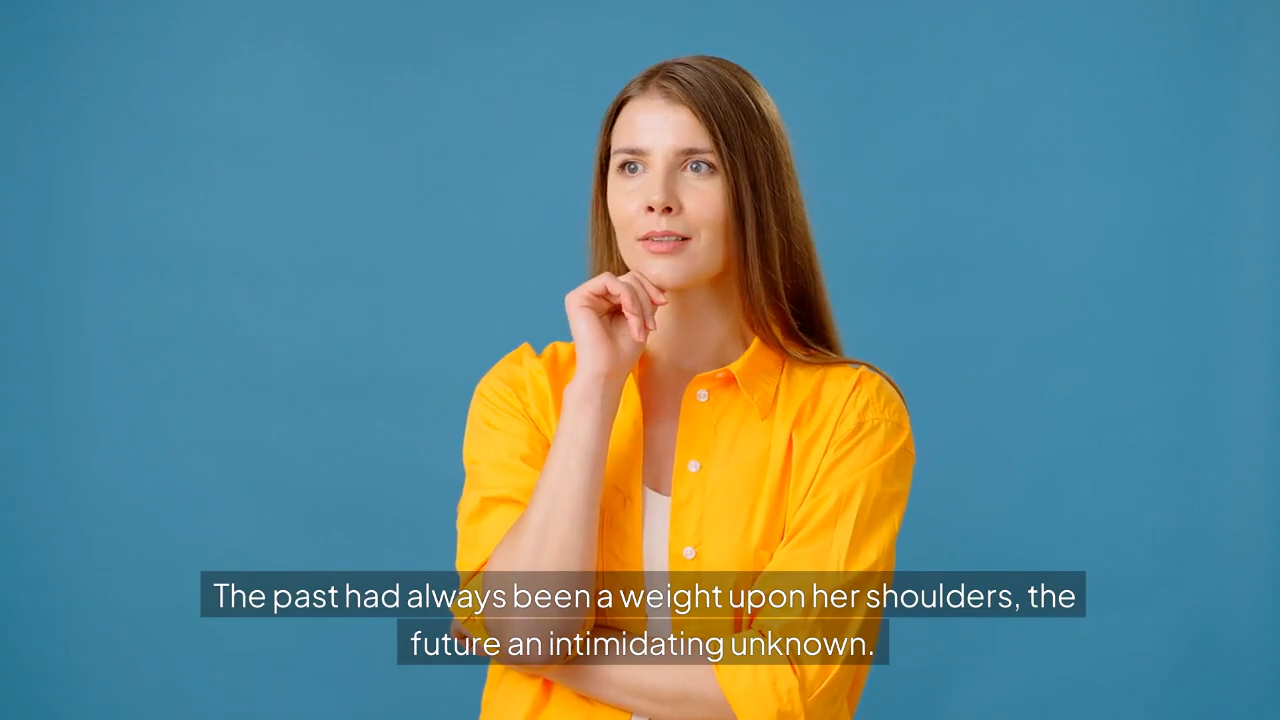 The past had always been a weight upon her shoulders, the
future an intimidating unknown.